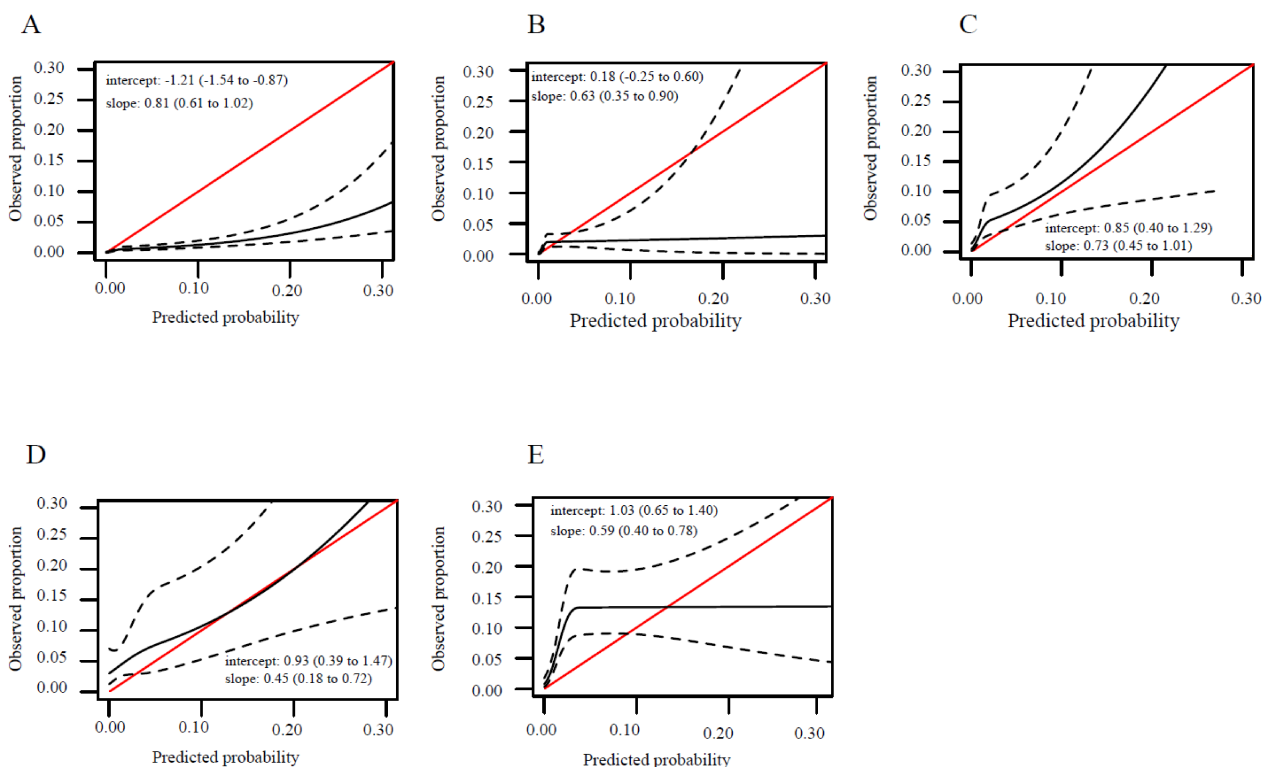 A
intercept: -1.21 (-1.54 to -0.87)
slope: 0.81 (0.61 to 1.02)
Observed proportion
0.30
0.25
0.20
0.15
0.10
0.05
0.00
0.00 0.10 0.20 0.30
Predicted probability
B
intercept: 0.18 (-0.25 to 0.60)
slope: 0.63 (0.35 to 0.90)
Observed proportion
0.30
0.25
0.20
0.15
0.10
0.05
0.00
0.00 0.10 0.20 0.30
Predicted probability
C
Observed proportion
0.30
0.25
0.20
0.15
0.10
0.05
0.00
intercept: 0.85 (0.40 to 1.29)
slope: 0.73 (0.45 to 1.01)
0.00 0.10 0.20 0.30
Predicted probability
D
Observed proportion
0.30
0.25
0.20
0.15
0.10
0.05
0.00
intercept: 0.93 (0.39 to 1.47)
slope: 0.45 (0.18 to 0.72)
0.00 0.10 0.20 0.30
Predicted probability
E
intercept: 1.03 (0.65 to 1.40)
slope: 0.59 (0.40 to 0.78)
Observed proportion
0.30
0.25
0.20
0.15
0.10
0.05
0.00
0.00 0.10 0.20 0.30
Predicted probability